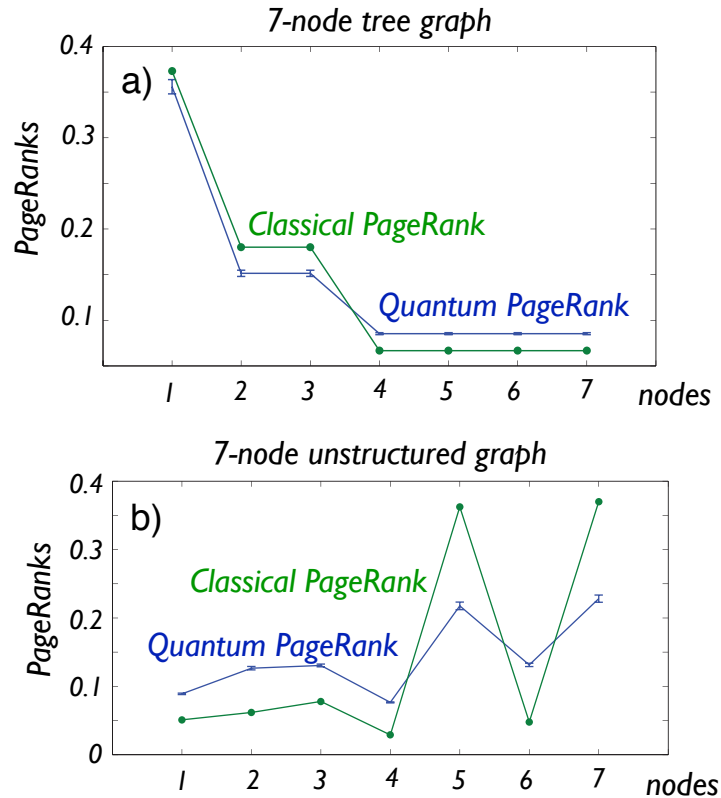 7-node tree graph
0.4
a)
0.3
PageRanks
Classical PageRank
0.2
Quantum PageRank
0.1
1 2 3 4 5 6 7 nodes
7-node unstructured graph
0.4
b)
0.3
PageRanks
Classical PageRank
0.2
Quantum PageRank
0.1
0
1 2 3 4 5 6 7 nodes